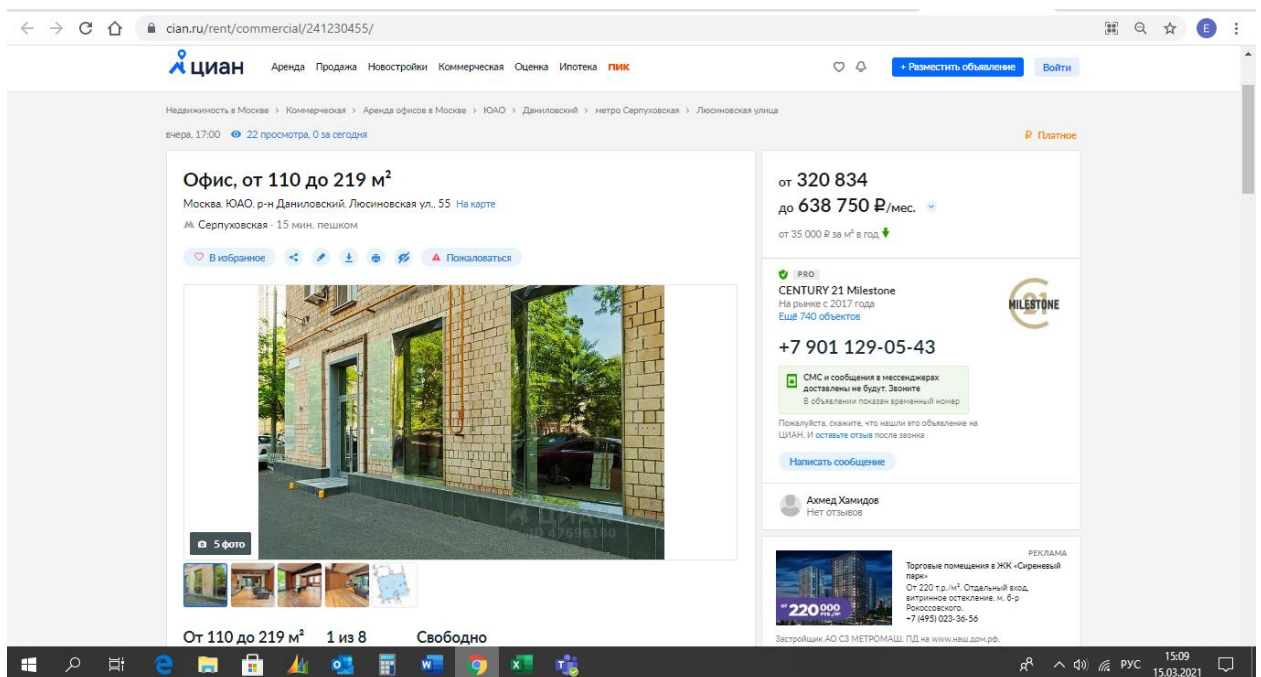 cian.ru/rent/commercial/241230455/
E
циан
Аренда Продажа Новостройки Коммерческая Оценка Ипотека ПИК
+ Разместить объявление
Войти
Недвижимость в Москве > Коммерческая > Аренда офисов в Москве > ЮАО > Даниловский > метро Серпуховская > Люсиновская улица
вчера, 17:00 22 просмотра, 0 за сегодня
₽ Платное
Офис, от 110 до 219 м²
Москва, ЮАО, р-н Даниловский, Люсиновская ул., 55 На карте
Серпуховская · 15 мин. пешком
В избранное
Пожаловаться
5 фото
ЦИАН
ID 47696180
От 110 до 219 м² 1 из 8 Свободно
от 320 834
до 638 750 ₽/мес.
от 35 000 ₽ за м² в год
PRO
CENTURY 21 Milestone
На рынке с 2017 года
Ещё 740 объектов
21
MILESTONE
+7 901 129-05-43
СМС и сообщения в мессенджерах
доставлены не будут. Звоните
В объявлении показан временный номер
Пожалуйста, скажите, что нашли это объявление на
ЦИАН. И оставьте отзыв после звонка
Написать сообщение
Ахмед Хамидов
Нет отзывов
РЕКЛАМА
Торговые помещения в ЖК «Сиреневый
парк»
От 220 т.р./м². Отдельный вход,
витринное остекление. м. б-р
Рокоссовского.
+7 (495) 023-36-56
от 220 000 РУБ./М²
Застройщик АО СЗ МЕТРОМАШ. ПД на www.наш.дом.рф.
РУС
15:09
15.03.2021